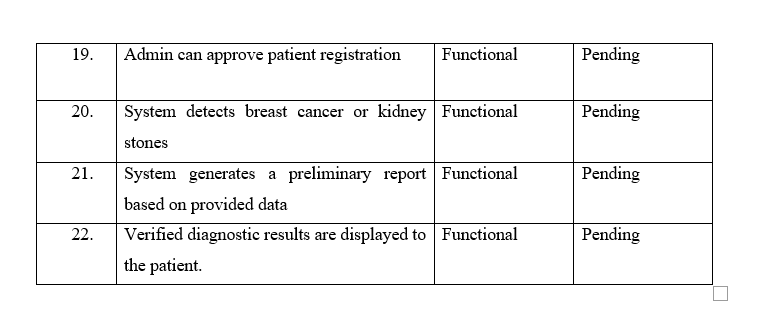 19. Admin can approve patient registration Functional Pending
20. System detects breast cancer or kidney Functional Pending
stones
21. System generates a preliminary report Functional Pending
based on provided data
22. Verified diagnostic results are displayed to Functional Pending
the patient.